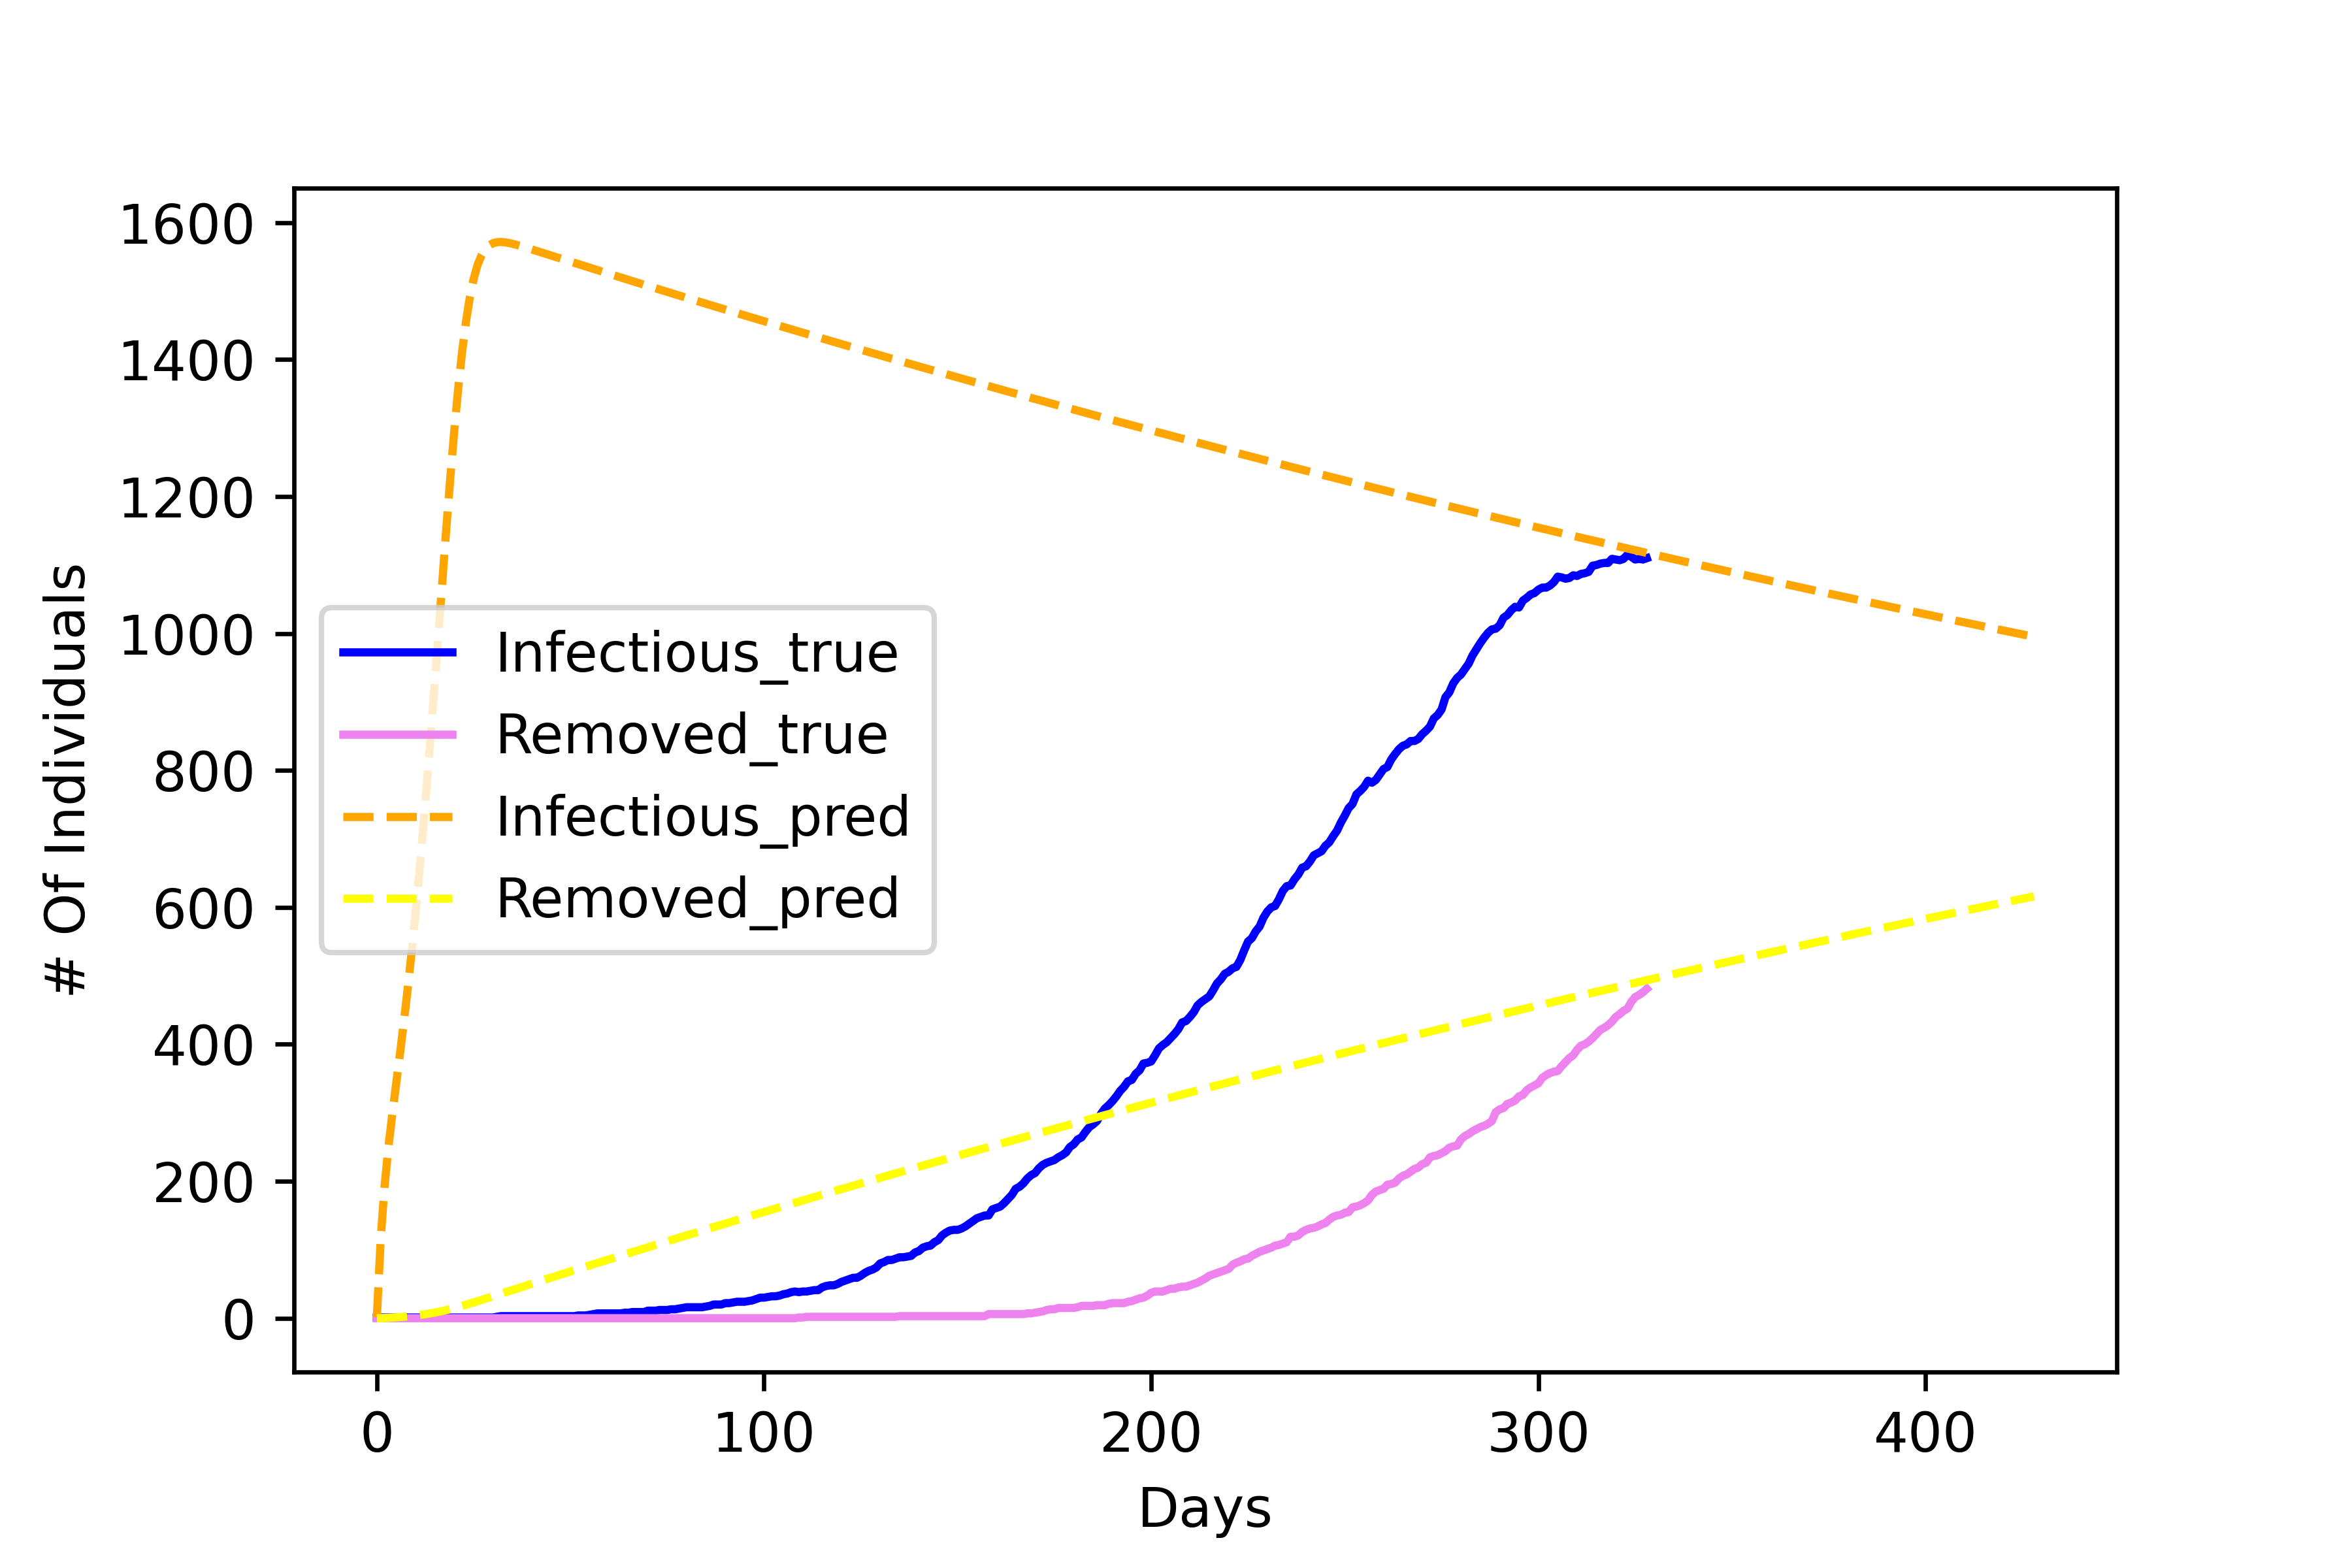 1600
1400
1200
1000
800
600
400
200
0
# Of Individuals
Infectious_true
Removed_true
Infectious_pred
Removed_pred
0 100 200 300 400
Days